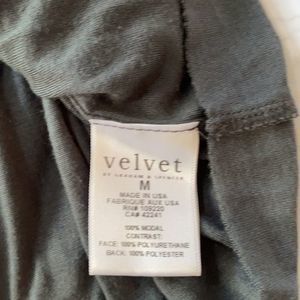 velvet
BY GRAHAM & SPENCER
M
MADE IN USA
FABRIQUE AUX USA
RN# 109220
CA# 42241
100% MODAL
CONTRAST:
FACE: 100% POLYURETHANE
BACK: 100% POLYESTER